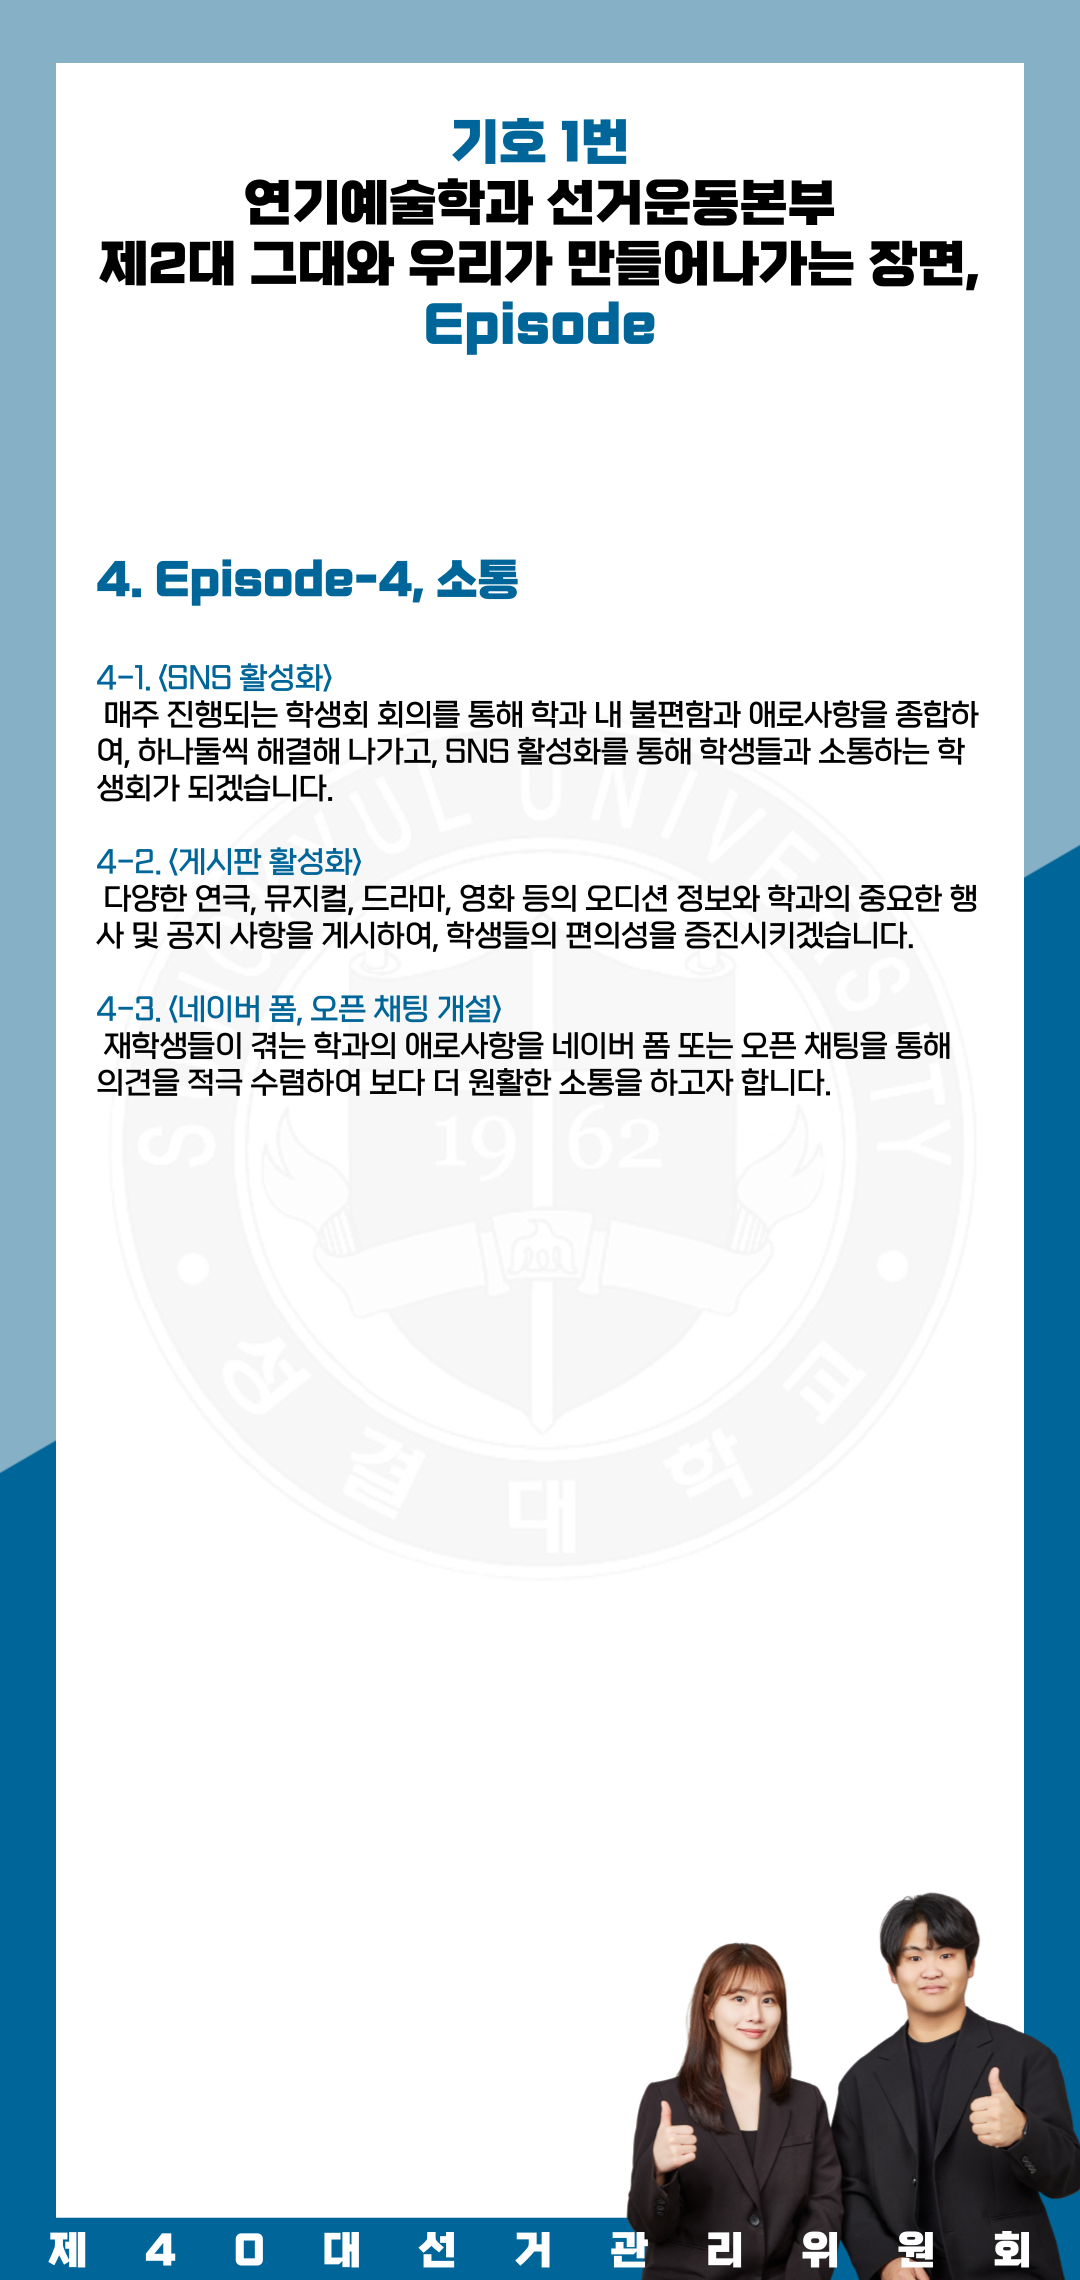 기호 1번
연기예술학과 선거운동본부
제2대 그대와 우리가 만들어나가는 장면,
Episode
4. Episode-4, 소통
4-1. <SNS 활성화>
매주 진행되는 학생회 회의를 통해 학과 내 불편함과 애로사항을 종합하
여, 하나둘씩 해결해 나가고, SNS 활성화를 통해 학생들과 소통하는 학
생회가 되겠습니다.
4-2. <게시판 활성화>
다양한 연극, 뮤지컬, 드라마, 영화 등의 오디션 정보와 학과의 중요한 행
사 및 공지 사항을 게시하여, 학생들의 편의성을 증진시키겠습니다.
4-3. <네이버 폼, 오픈 채팅 개설>
재학생들이 겪는 학과의 애로사항을 네이버 폼 또는 오픈 채팅을 통해
의견을 적극 수렴하여 보다 더 원활한 소통을 하고자 합니다.
SUNGKYUL UNIVERSITY
1962
성결대학교
제40대선거관리위원회